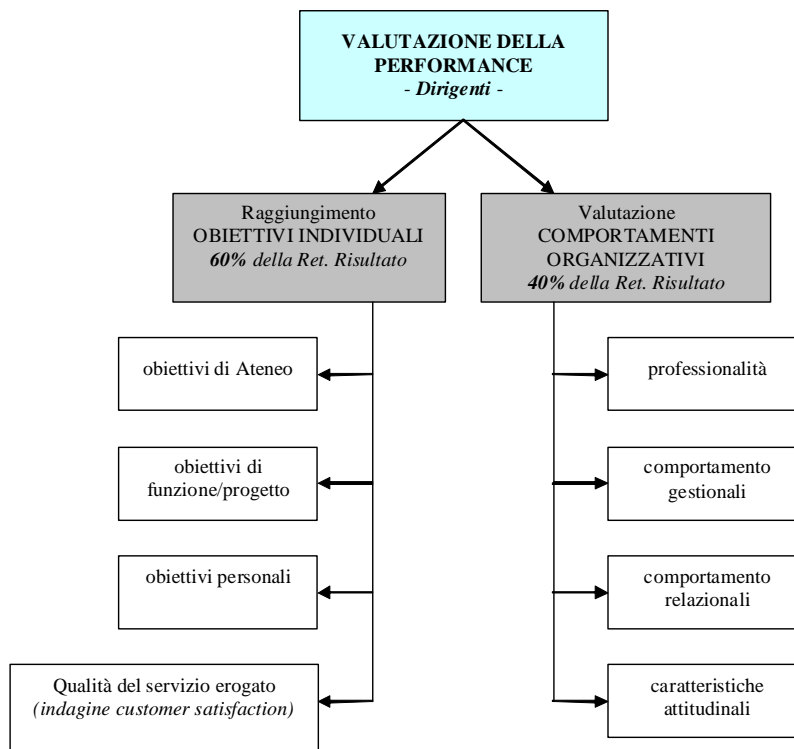 VALUTAZIONE DELLA
PERFORMANCE
- Dirigenti -
Raggiungimento
OBIETTIVI INDIVIDUALI
60% della Ret. Risultato
Valutazione
COMPORTAMENTI
ORGANIZZATIVI
40% della Ret. Risultato
obiettivi di Ateneo
obiettivi di
funzione/progetto
obiettivi personali
Qualità del servizio erogato
(indagine customer satisfaction)
professionalità
comportamento
gestionali
comportamento
relazionali
caratteristiche
attitudinali